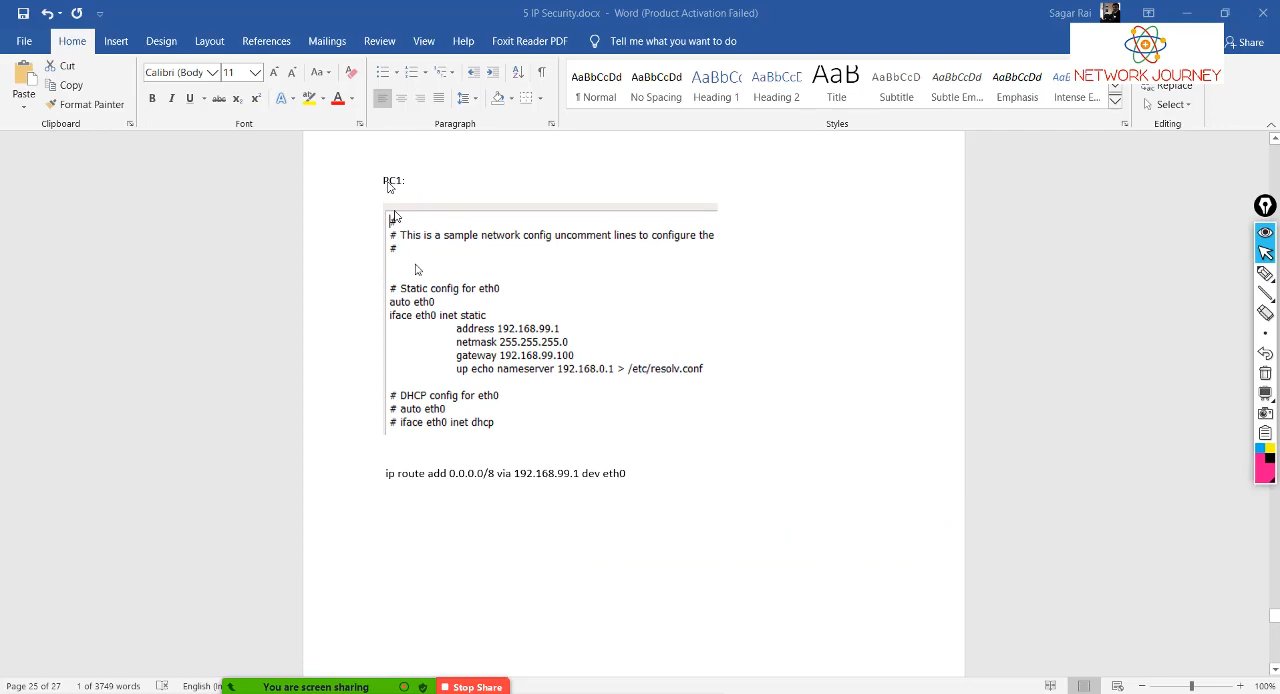 5 IP Security.docx - Word (Product Activation Failed)
Sagar Rai
File Home Insert Design Layout References Mailings Review View Help Foxit Reader PDF Tell me what you want to do
Share
NETWORK JOURNEY
Paste
Cut
Copy
Format Painter
Clipboard
Calibri (Body 11
Font
Paragraph
AaBbCcDd AaBbCcDd AaBbCc AaBbCcD AaB AaBbCcD AaBbCcDd AaBbCcDd AaBbCcDd
¶ Normal No Spacing Heading 1 Heading 2 Title Subtitle Subtle Em... Emphasis Intense E...
Styles
Replace
Select
Editing
PC1:
#
# This is a sample network config uncomment lines to configure the
#
# Static config for eth0
auto eth0
iface eth0 inet static
address 192.168.99.1
netmask 255.255.255.0
gateway 192.168.99.100
up echo nameserver 192.168.0.1 > /etc/resolv.conf
# DHCP config for eth0
# auto eth0
# iface eth0 inet dhcp
ip route add 0.0.0.0/8 via 192.168.99.1 dev eth0
Page 25 of 27 1 of 3749 words English (In
You are screen sharing Stop Share
100%